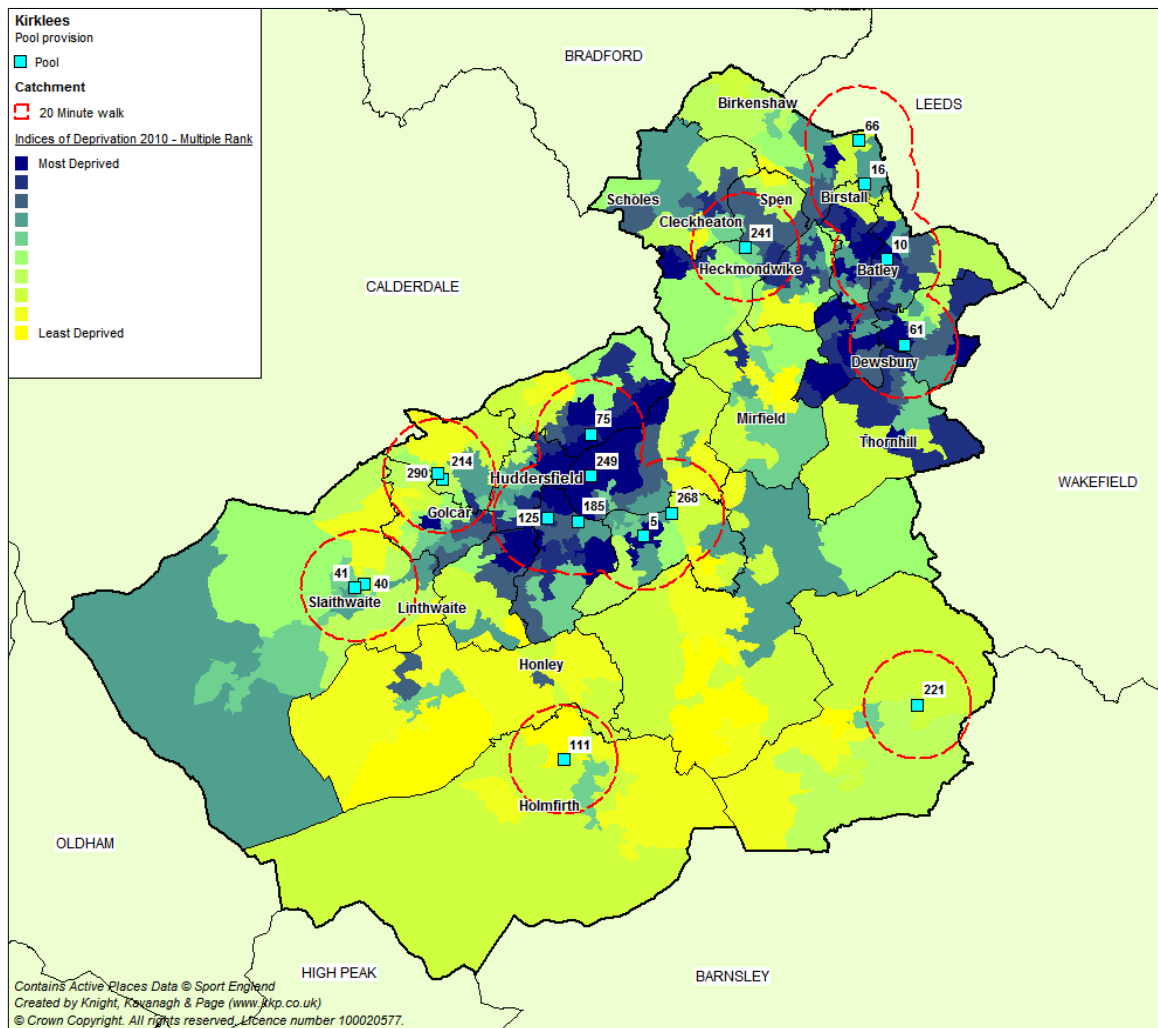 Kirklees
Pool provision
Pool
Catchment
20 Minute walk
Indices of Deprivation 2010 - Multiple Rank
Most Deprived
Least Deprived
BRADFORD
LEEDS
Birkenshaw
66
16
Scholes
Spen
Birstall
Cleckheaton
241
10
Heckmondwike
Batley
CALDERDALE
61
Dewsbury
75
Mirfield
Thornhill
214
290
249
Huddersfield
WAKEFIELD
268
Golcar
125
185
5
41
40
Slaithwaite
Linthwaite
Honley
221
111
Holmfirth
OLDHAM
HIGH PEAK
BARNSLEY
Contains Active Places Data © Sport England
Created by Knight, Kavanagh & Page (www.kkp.co.uk)
© Crown Copyright. All rights reserved. Licence number 100020577.